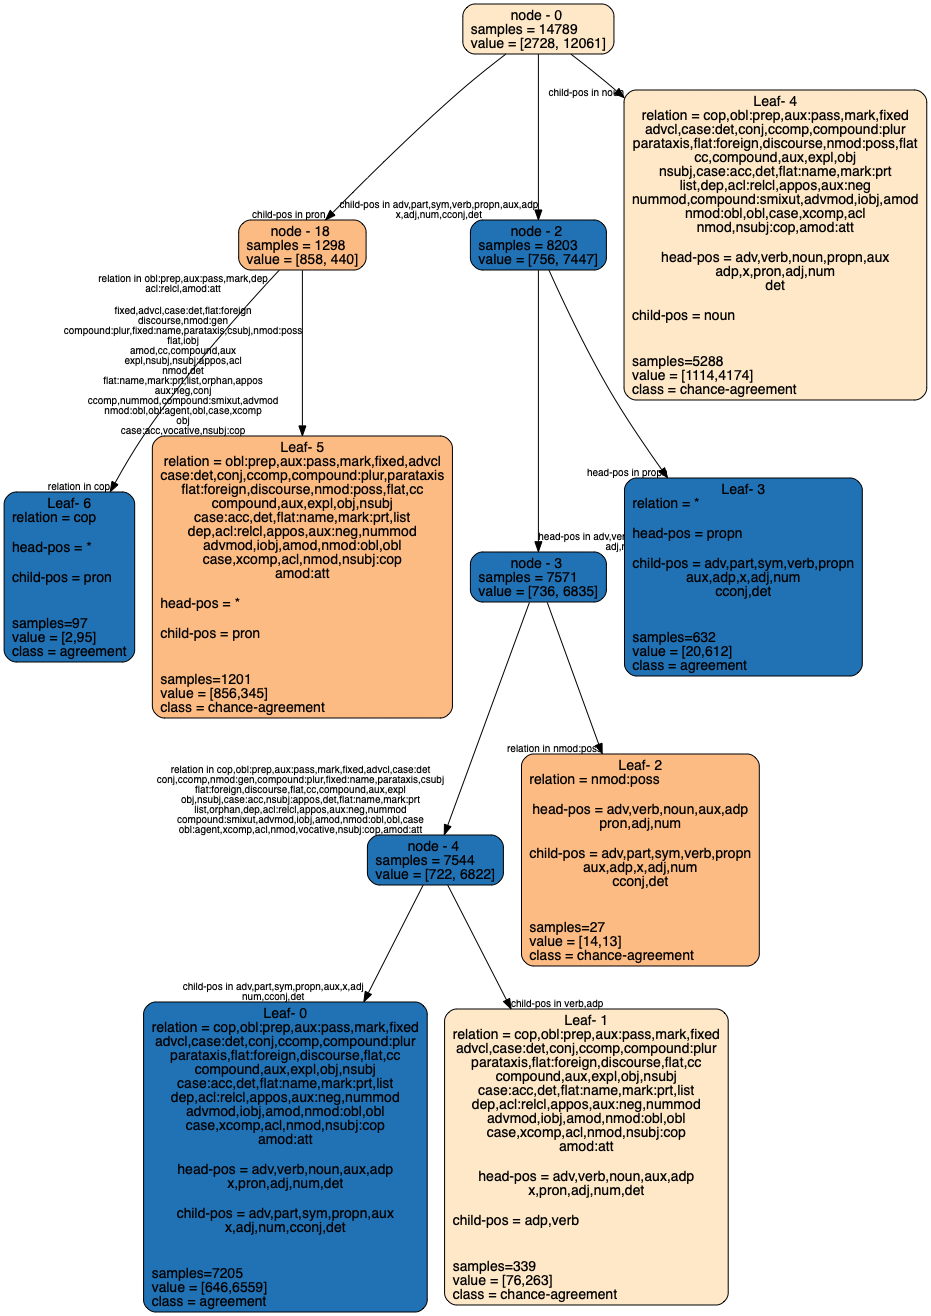 node - 0
samples = 14789
value = [2728, 12061]
child-pos in noun
Leaf- 4
relation = cop,obl:prep,aux:pass,mark,fixed
advcl,case:det,conj,ccomp,compound:plur
parataxis,flat:foreign,discourse,nmod:poss,flat
cc,compound,aux,expl,obj
nsubj,case:acc,det,flat:name,mark:prt
list,dep,acl:relcl,appos,aux:neg
nummod,compound:smixut,advmod,iobj,amod
nmod:obl,obl,case,xcomp,acl
nmod,nsubj:cop,amod:att
head-pos = adv,verb,noun,propn,aux
adp,x,pron,adj,num
det
child-pos = noun
samples=5288
value = [1114,4174]
class = chance-agreement
child-pos in pron
node - 18
samples = 1298
value = [858, 440]
child-pos in adv,part,sym,verb,propn,aux,adp
x,adj,num,cconj,det
node - 2
samples = 8203
value = [756, 7447]
relation in obl:prep,aux:pass,mark,dep
acl:relcl,amod:att
fixed,advcl,case:det,flat:foreign
discourse,nmod:gen
compound:plur,fixed:name,parataxis,csubj,nmod:poss
flat,iobj
amod,cc,compound,aux
expl,nsubj,nsubj:appos,acl
nmod,det
flat:name,mark:prt,list,orphan,appos
aux:neg,conj
ccomp,nummod,compound:smixut,advmod
nmod:obl,obl:agent,obl,case,xcomp
obj
case:acc,vocative,nsubj:cop
Leaf- 5
relation = obl:prep,aux:pass,mark,fixed,advcl
case:det,conj,ccomp,compound:plur,parataxis
flat:foreign,discourse,nmod:poss,flat,cc
compound,aux,expl,obj,nsubj
case:acc,det,flat:name,mark:prt,list
dep,acl:relcl,appos,aux:neg,nummod
advmod,iobj,amod,nmod:obl,obl
case,xcomp,acl,nmod,nsubj:cop
amod:att
head-pos = *
child-pos = pron
samples=1201
value = [856,345]
class = chance-agreement
relation in cop
Leaf- 6
relation = cop
head-pos = *
child-pos = pron
samples=97
value = [2,95]
class = agreement
head-pos in propn
Leaf- 3
relation = *
head-pos = propn
child-pos = adv,part,sym,verb,propn
aux,adp,x,adj,num
cconj,det
samples=632
value = [20,612]
class = agreement
head-pos in adv
node - 3
samples = 7571
value = [736, 6835]
relation in nmod:poss
Leaf- 2
relation = nmod:poss
head-pos = adv,verb,noun,aux,adp
pron,adj,num
child-pos = adv,part,sym,verb,propn
aux,adp,x,adj,num
cconj,det
samples=27
value = [14,13]
class = chance-agreement
relation in cop,obl:prep,aux:pass,mark,fixed,advcl,case:det
conj,ccomp,nmod:gen,compound:plur,fixed:name,parataxis,csubj
flat:foreign,discourse,flat,cc,compound,aux,expl
obj,nsubj,case:acc,nsubj:appos,det,flat:name,mark:prt
list,orphan,dep,acl:relcl,appos,aux:neg,nummod
compound:smixut,advmod,iobj,amod,nmod:obl,obl,case
obl:agent,xcomp,acl,nmod,vocative,nsubj:cop,amod:att
node - 4
samples = 7544
value = [722, 6822]
child-pos in adv,part,sym,propn,aux,x,adj
num,cconj,det
Leaf- 0
relation = cop,obl:prep,aux:pass,mark,fixed
advcl,case:det,conj,ccomp,compound:plur
parataxis,flat:foreign,discourse,flat,cc
compound,aux,expl,obj,nsubj
case:acc,det,flat:name,mark:prt,list
dep,acl:relcl,appos,aux:neg,nummod
advmod,iobj,amod,nmod:obl,obl
case,xcomp,acl,nmod,nsubj:cop
amod:att
head-pos = adv,verb,noun,aux,adp
x,pron,adj,num,det
child-pos = adv,part,sym,propn,aux
x,adj,num,cconj,det
samples=7205
value = [646,6559]
class = agreement
child-pos in verb,adp
Leaf- 1
relation = cop,obl:prep,aux:pass,mark,fixed
advcl,case:det,conj,ccomp,compound:plur
parataxis,flat:foreign,discourse,flat,cc
compound,aux,expl,obj,nsubj
case:acc,det,flat:name,mark:prt,list
dep,acl:relcl,appos,aux:neg,nummod
advmod,iobj,amod,nmod:obl,obl
case,xcomp,acl,nmod,nsubj:cop
amod:att
head-pos = adv,verb,noun,aux,adp
x,pron,adj,num,det
child-pos = adp,verb
samples=339
value = [76,263]
class = chance-agreement